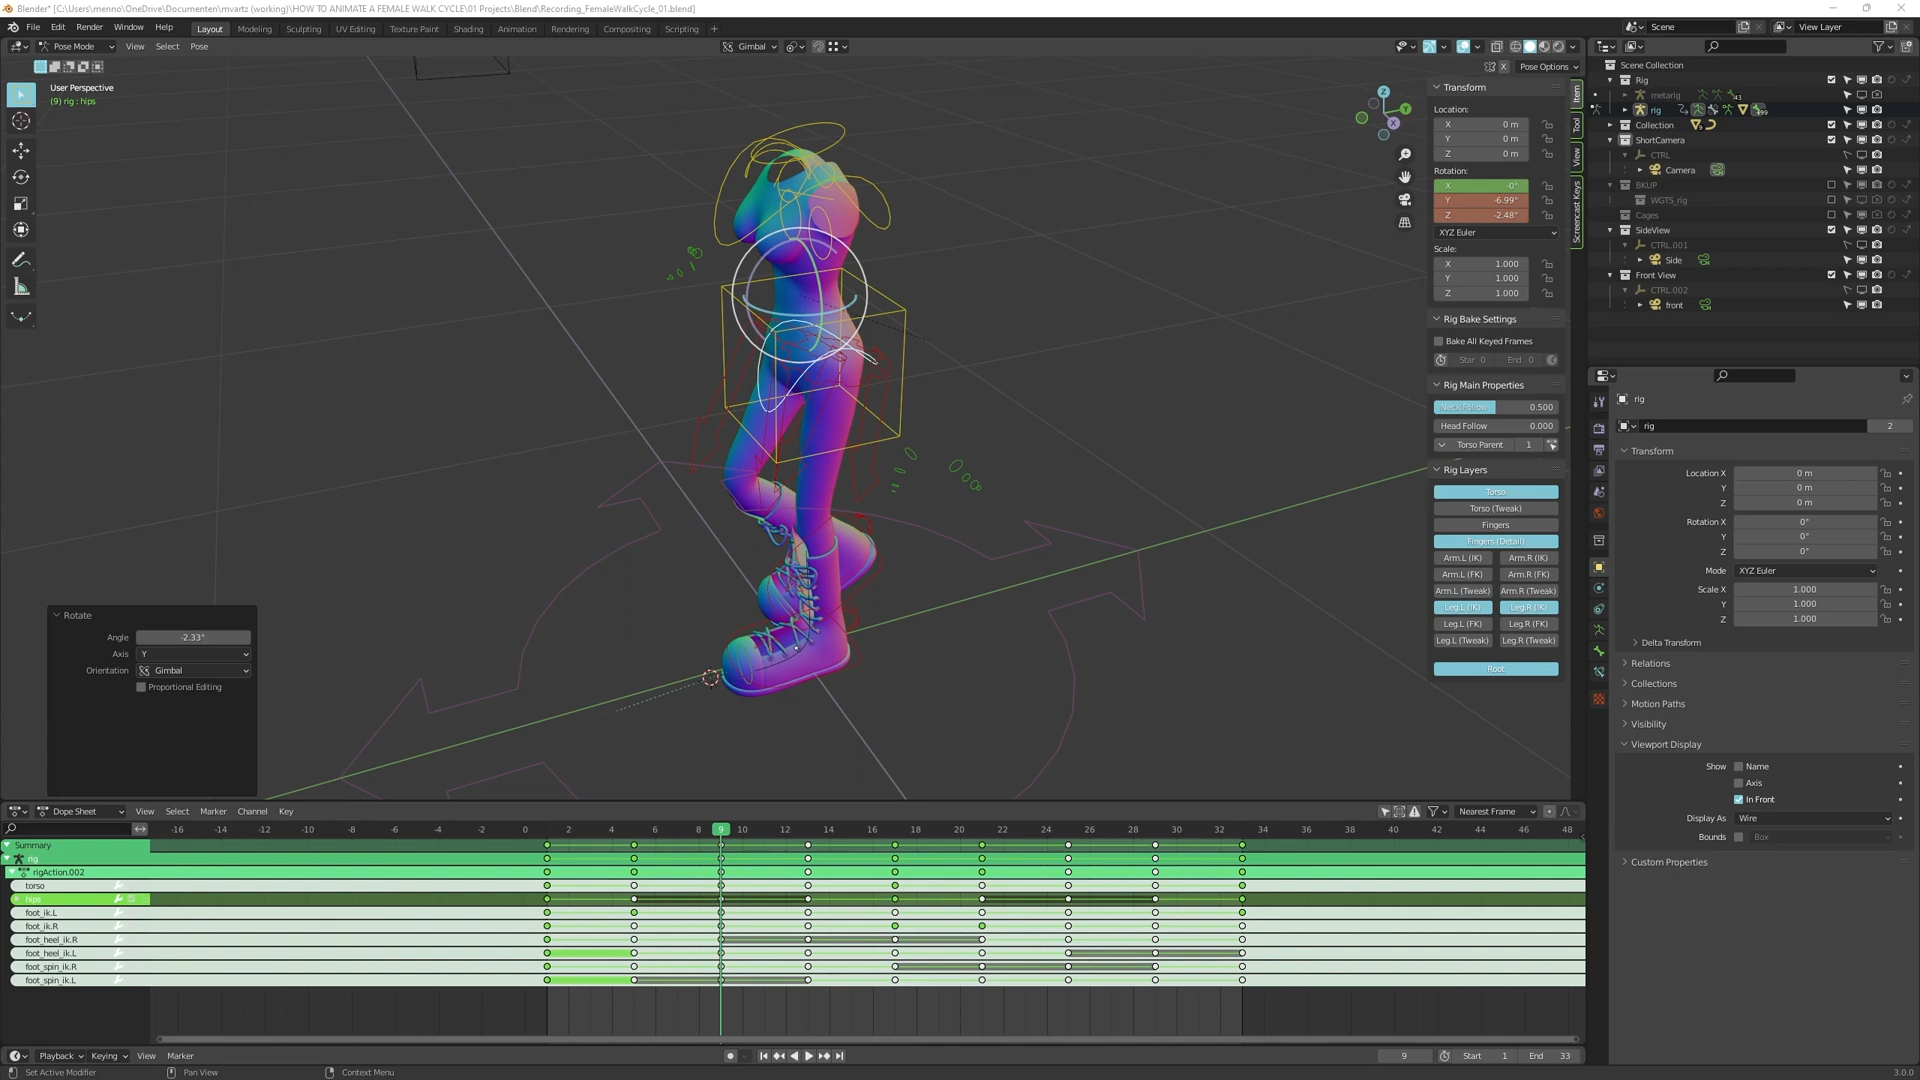 Blender* [C:\Users\menno\OneDrive\Documenten\mvartz (working)\HOW TO ANIMATE A FEMALE WALK CYCLE\01 Projects\Blend\Recording_FemaleWalkCycle_01.blend]
File Edit Render Window Help Layout Modeling Sculpting UV Editing Texture Paint Shading Animation Rendering Compositing Scripting + Scene View Layer
Pose Mode View Select Pose Gimbal
X Pose Options
User Perspective
(9) rig : hips
Z
Y
X
Item
Tool
View
Screencast Keys
Transform
Location:
X 0 m
Y 0 m
Z 0 m
Rotation:
X -0°
Y -6.99°
Z -2.48°
XYZ Euler
Scale:
X 1.000
Y 1.000
Z 1.000
Rig Bake Settings
Bake All Keyed Frames
Star 0 End 0
Rig Main Properties
Neck Follow 0.500
Head Follow 0.000
Torso Parent 1
Rig Layers
Torso
Torso (Tweak)
Fingers
Fingers (Detail)
Arm.L (IK) Arm.R (IK)
Arm.L (FK) Arm.R (FK)
Arm.L (Tweak) Arm.R (Tweak)
Leg.L (IK) Leg.R (IK)
Leg.L (FK) Leg.R (FK)
Leg.L (Tweak) Leg.R (Tweak)
Root
Scene Collection
Rig
metarig 43
rig 499
Collection 9
ShortCamera
CTRL
Camera
BKUP
WGTS_rig
Cages
SideView
CTRL.001
Side
Front View
CTRL.002
front
rig
rig 2
Transform
Location X 0 m
Y 0 m
Z 0 m
Rotation X 0°
Y 0°
Z 0°
Mode XYZ Euler
Scale X 1.000
Y 1.000
Z 1.000
Delta Transform
Relations
Collections
Motion Paths
Visibility
Viewport Display
Show Name
Axis
In Front
Display As Wire
Bounds Box
Custom Properties
Rotate
Angle -2.33°
Axis Y
Orientation Gimbal
Proportional Editing
Dope Sheet View Select Marker Channel Key Nearest Frame
-16 -14 -12 -10 -8 -6 -4 -2 0 2 4 6 8 9 10 12 14 16 18 20 22 24 26 28 30 32 34 36 38 40 42 44 46 48
Summary
rig
rigAction.002
torso
hips
foot_ik.L
foot_ik.R
foot_heel_ik.R
foot_heel_ik.L
foot_spin_ik.R
foot_spin_ik.L
Playback Keying View Marker 9 Start 1 End 33
Set Active Modifier Pan View Context Menu 3.0.0